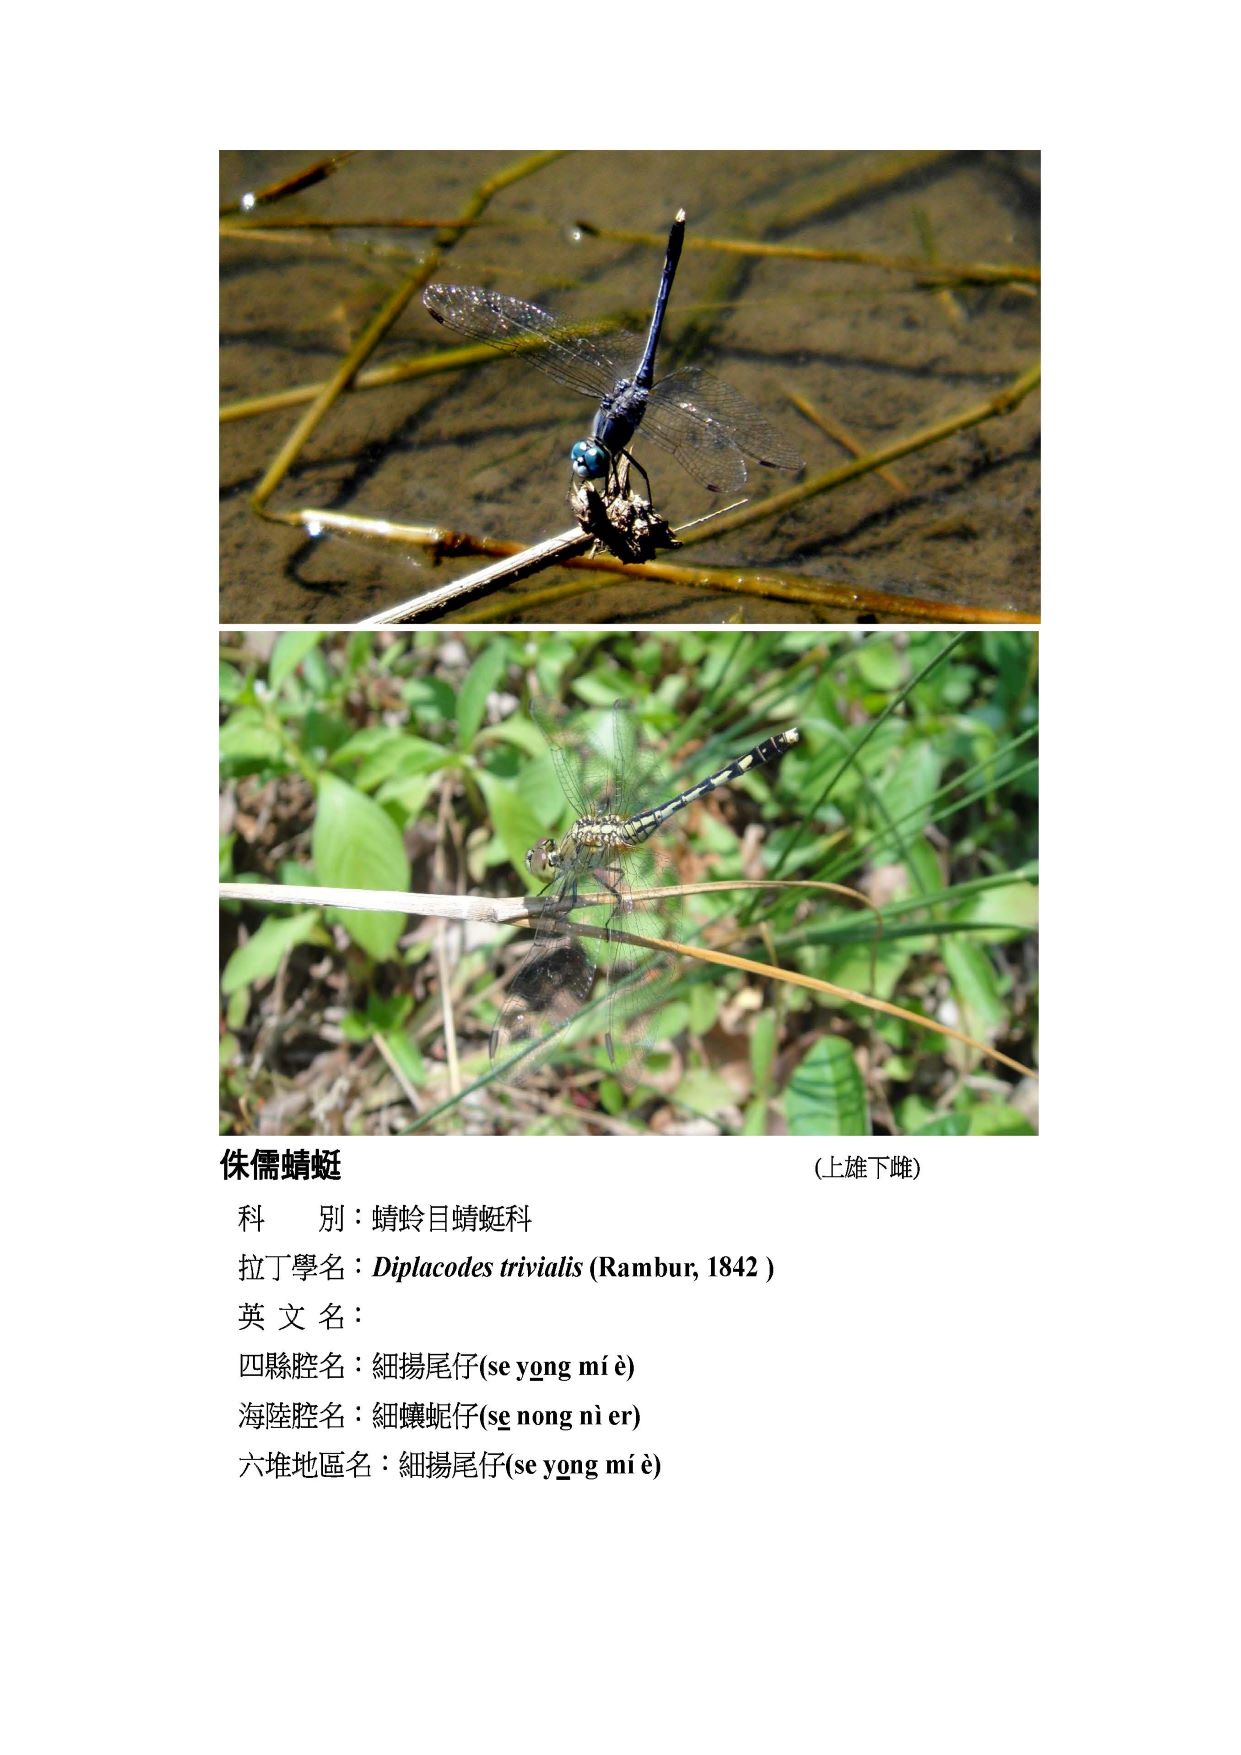 侏儒蜻蜓 (上雄下雌)
科　　別：蜻蛉目蜻蜓科
拉丁學名：Diplacodes trivialis (Rambur, 1842 )
英 文 名：
四縣腔名：細揚尾仔(se yong mí è)
海陸腔名：細蠰蚭仔(se nong nì er)
六堆地區名：細揚尾仔(se yong mí è)